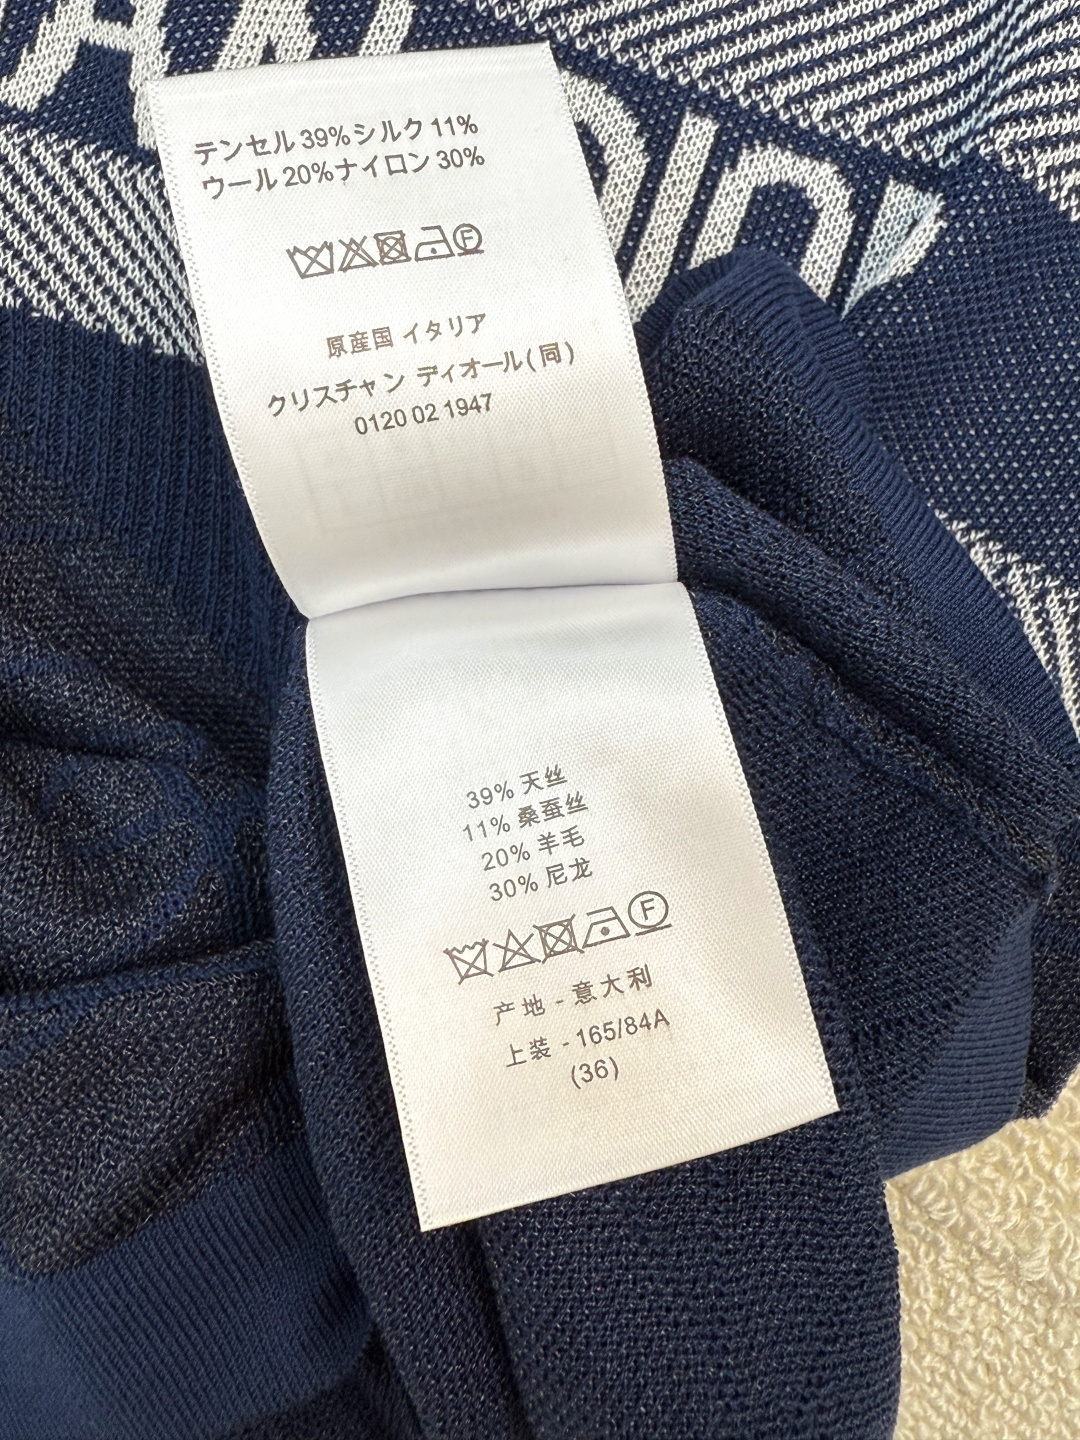 テンセル 39%シルク 11%
ウール 20%ナイロン 30%
F
原産国 イタリア
クリスチャン ディオール(同)
0120 02 1947
39% 天丝
11% 桑蚕丝
20% 羊毛
30% 尼龙
F
产地 - 意大利
上装 - 165/84A
(36)